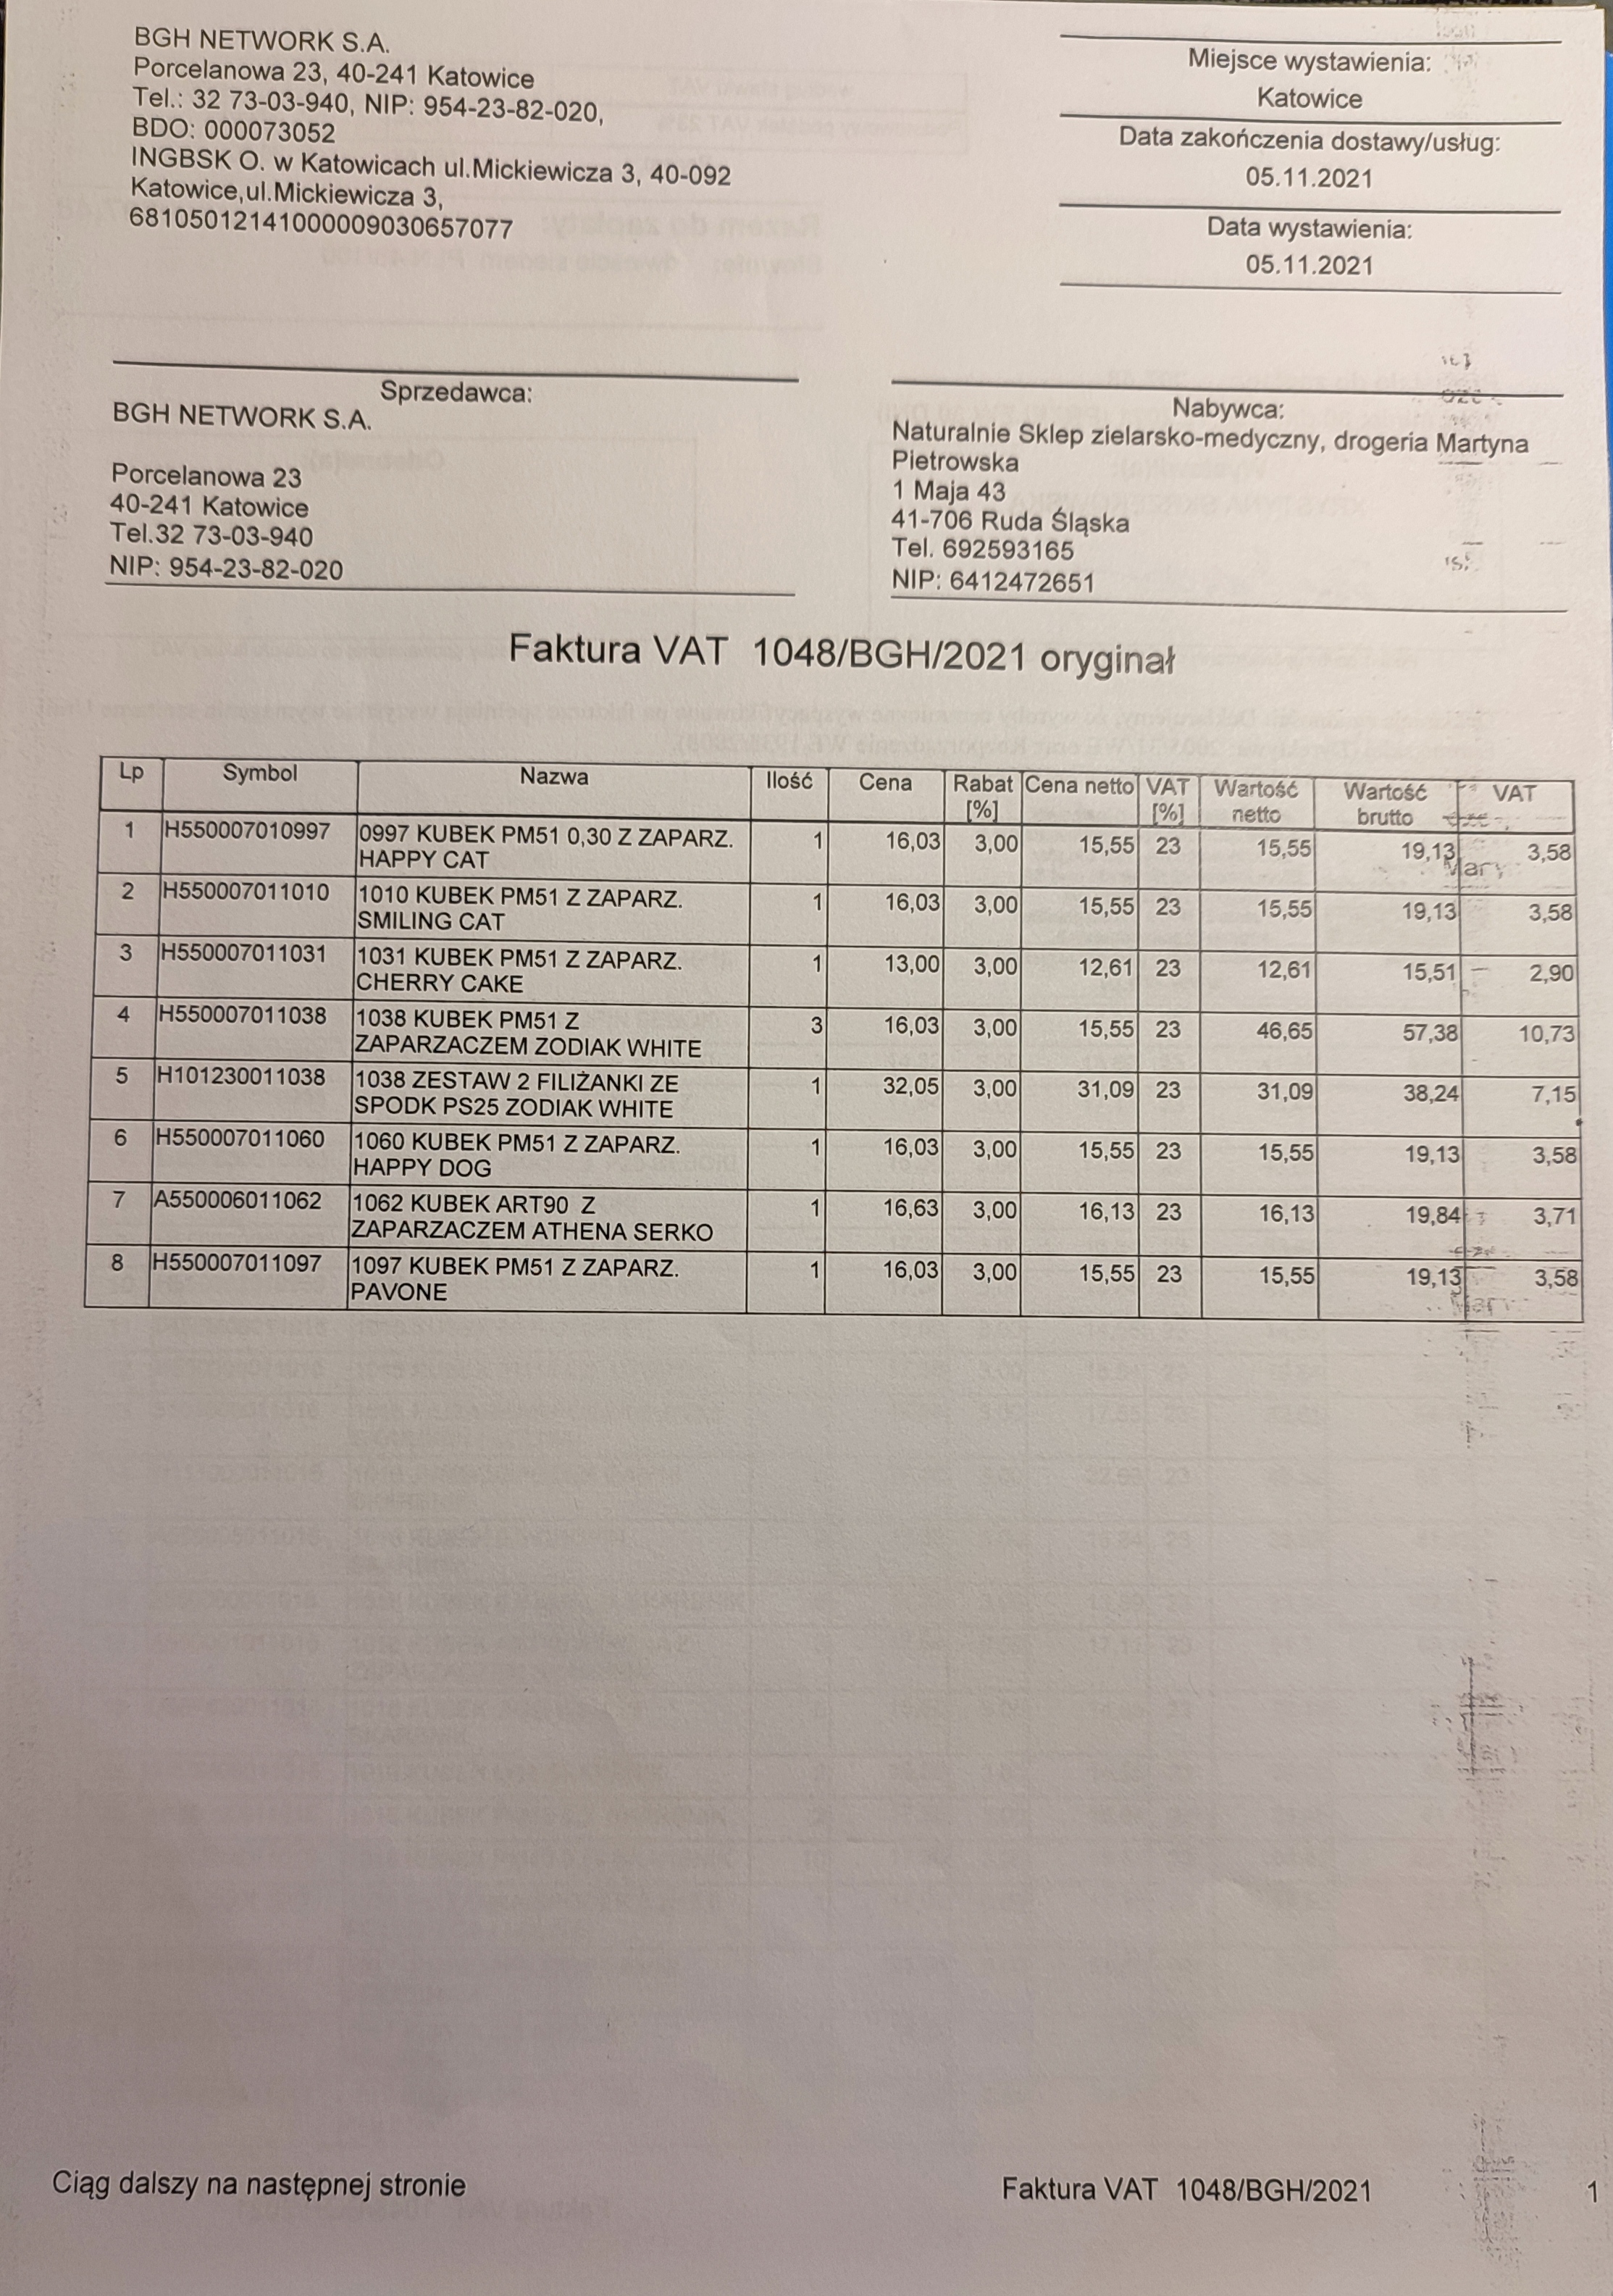 BGH NETWORK S.A.
Porcelanowa 23, 40-241 Katowice
Tel.: 32 73-03-940, NIP: 954-23-82-020,
BDO: 000073052
INGBSK O. w Katowicach ul.Mickiewicza 3, 40-092
Katowice,ul.Mickiewicza 3,
68105012141000009030657077
Miejsce wystawienia:
Katowice
Data zakończenia dostawy/usług:
05.11.2021
Data wystawienia:
05.11.2021
Sprzedawca:
BGH NETWORK S.A.
Porcelanowa 23
40-241 Katowice
Tel.32 73-03-940
NIP: 954-23-82-020
Nabywca:
Naturalnie Sklep zielarsko-medyczny, drogeria Martyna
Pietrowska
1 Maja 43
41-706 Ruda Śląska
Tel. 692593165
NIP: 6412472651
Faktura VAT 1048/BGH/2021 oryginał
Lp Symbol Nazwa Ilość Cena Rabat [%] Cena netto VAT [%] Wartość netto Wartość brutto VAT
1 H550007010997 0997 KUBEK PM51 0,30 Z ZAPARZ. 1 16,03 3,00 15,55 23 15,55 19,13 3,58
HAPPY CAT
2 H550007011010 1010 KUBEK PM51 Z ZAPARZ. 1 16,03 3,00 15,55 23 15,55 19,13 3,58
SMILING CAT
3 H550007011031 1031 KUBEK PM51 Z ZAPARZ. 1 13,00 3,00 12,61 23 12,61 15,51 2,90
CHERRY CAKE
4 H550007011038 1038 KUBEK PM51 Z 3 16,03 3,00 15,55 23 46,65 57,38 10,73
ZAPARZACZEM ZODIAK WHITE
5 H101230011038 1038 ZESTAW 2 FILIŻANKI ZE 1 32,05 3,00 31,09 23 31,09 38,24 7,15
SPODK PS25 ZODIAK WHITE
6 H550007011060 1060 KUBEK PM51 Z ZAPARZ. 1 16,03 3,00 15,55 23 15,55 19,13 3,58
HAPPY DOG
7 A550006011062 1062 KUBEK ART90 Z 1 16,63 3,00 16,13 23 16,13 19,84 3,71
ZAPARZACZEM ATHENA SERKO
8 H550007011097 1097 KUBEK PM51 Z ZAPARZ. 1 16,03 3,00 15,55 23 15,55 19,13 3,58
PAVONE
Ciąg dalszy na następnej stronie
Faktura VAT 1048/BGH/2021
1